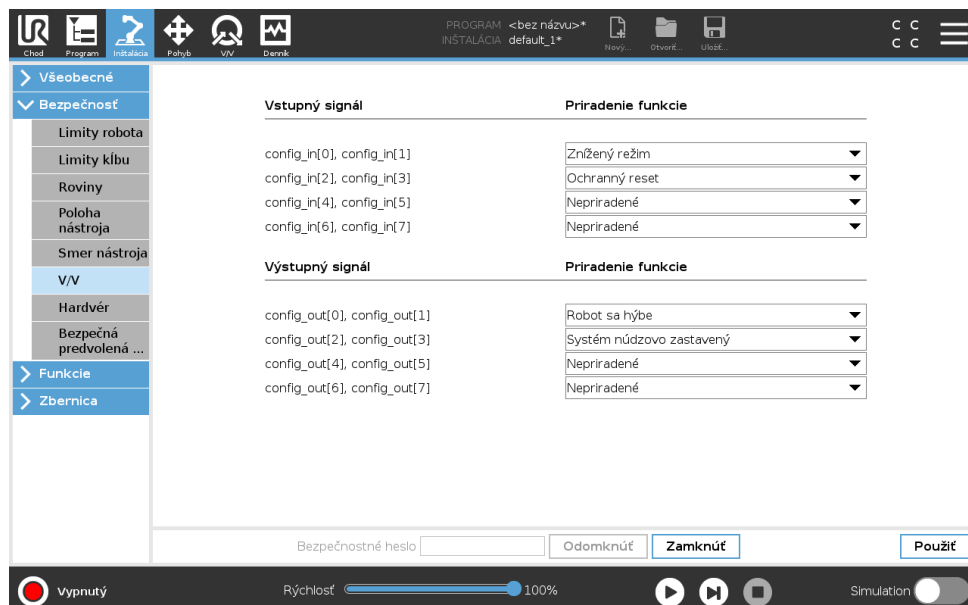 UR
Chod
Program
Inštalácia
Pohyb
V/V
Denník
PROGRAM <bez názvu>*
INŠTALÁCIA default_1*
Nový...
Otvoriť...
Uložiť...
C C
C C
Všeobecné
Bezpečnosť
Limity robota
Limity kĺbu
Roviny
Poloha
nástroja
Smer nástroja
V/V
Hardvér
Bezpečná
predvolená ...
Funkcie
Zbernica
Vstupný signál Priradenie funkcie
config_in[0], config_in[1] Znížený režim
config_in[2], config_in[3] Ochranný reset
config_in[4], config_in[5] Nepriradené
config_in[6], config_in[7] Nepriradené
Výstupný signál Priradenie funkcie
config_out[0], config_out[1] Robot sa hýbe
config_out[2], config_out[3] Systém núdzovo zastavený
config_out[4], config_out[5] Nepriradené
config_out[6], config_out[7] Nepriradené
Bezpečnostné heslo Odomknúť Zamknúť Použiť
Vypnutý Rýchlosť 100% Simulation